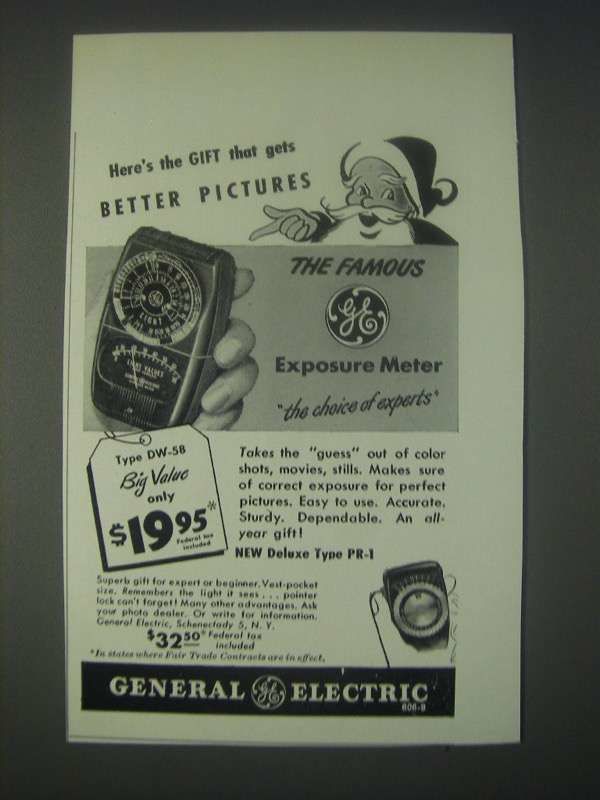 Here's the GIFT that gets
BETTER PICTURES
THE FAMOUS
GE
Exposure Meter
"the choice of experts"
LIGHT VALUES
Type DW-58
Big Value
only
$19.95*
Federal tax
included
Takes the "guess" out of color
shots, movies, stills. Makes sure
of correct exposure for perfect
pictures. Easy to use. Accurate.
Sturdy. Dependable. An all-
year gift!
NEW Deluxe Type PR-1
Superb gift for expert or beginner. Vest-pocket
size. Remembers the light it sees . . . pointer
lock can't forget! Many other advantages. Ask
your photo dealer. Or write for information.
General Electric, Schenectady 5, N. Y.
$32.50* Federal tax
included
*In states where Fair Trade Contracts are in effect.
GENERAL GE ELECTRIC
606-8